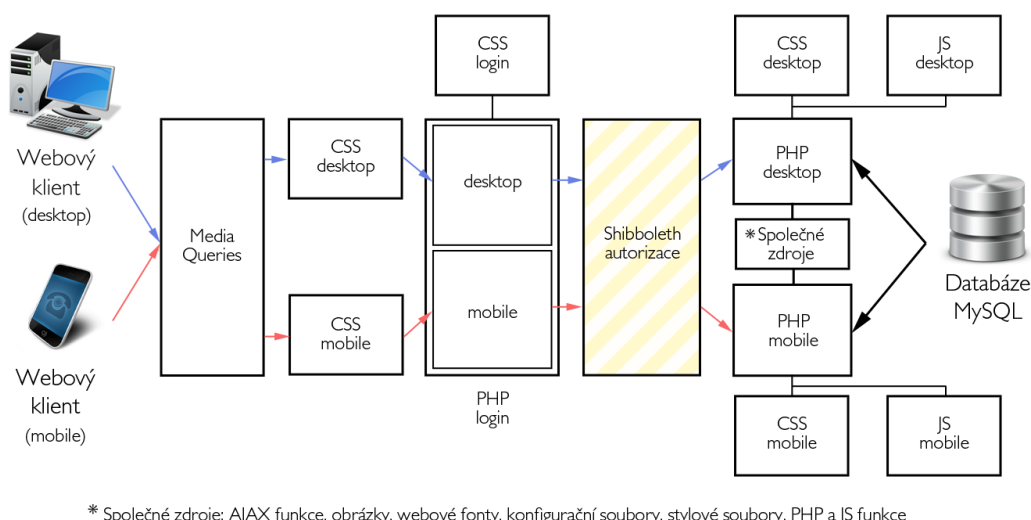 CSS
login
CSS
desktop
JS
desktop
Webový
klient
(desktop)
Media
Queries
CSS
desktop
desktop
Shibboleth
autorizace
PHP
desktop
* Společné
zdroje
Databáze
MySQL
CSS
mobile
mobile
PHP
mobile
Webový
klient
(mobile)
PHP
login
CSS
mobile
JS
mobile
* Společné zdroje: AJAX funkce, obrázky, webové fonty, konfigurační soubory, stylové soubory, PHP a JS funkce